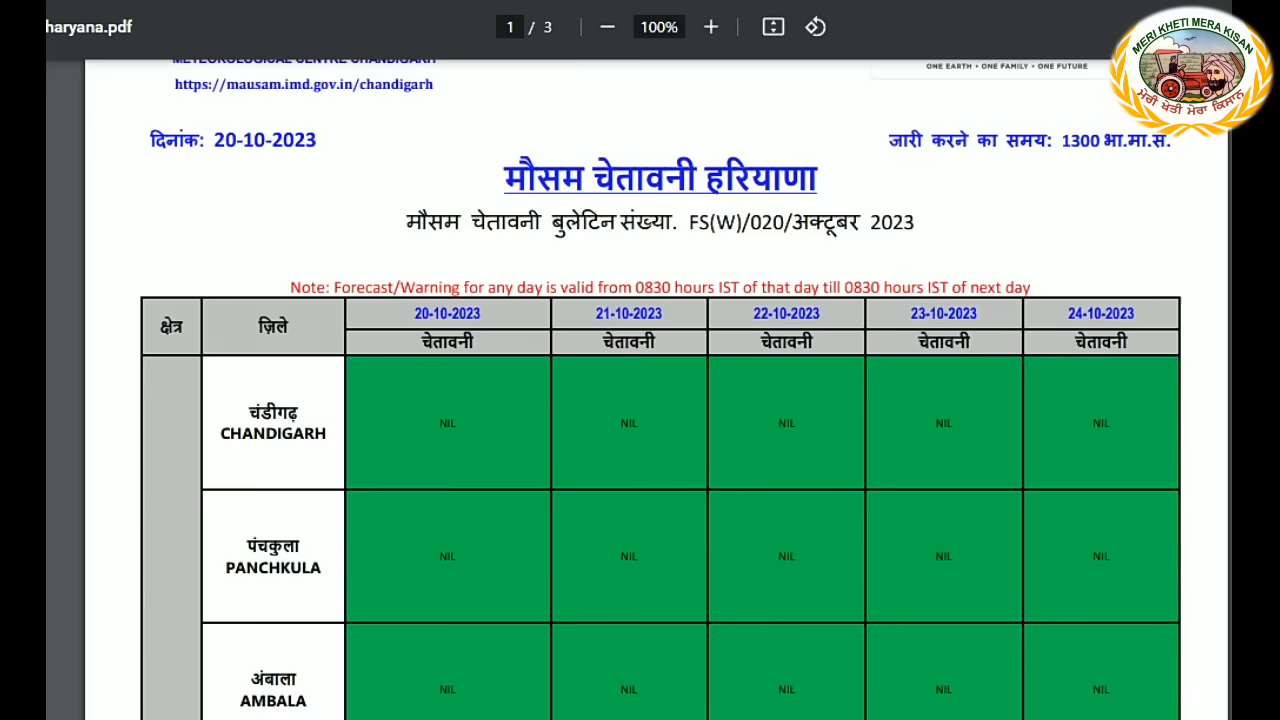 haryana.pdf
1 / 3
100%
METEOROLOGICAL CENTRE CHANDIGARH
https://mausam.imd.gov.in/chandigarh
ONE EARTH • ONE FAMILY • ONE FUTURE
MERI KHETI MERA KISAN
ਮੇਰੀ ਖੇਤੀ ਮੇਰਾ ਕਿਸਾਨ
दिनांक: 20-10-2023
जारी करने का समय: 1300 भा.मा.स.
मौसम चेतावनी हरियाणा
मौसम चेतावनी बुलेटिन संख्या. FS(W)/020/अक्टूबर 2023
Note: Forecast/Warning for any day is valid from 0830 hours IST of that day till 0830 hours IST of next day
क्षेत्र ज़िले 20-10-2023 21-10-2023 22-10-2023 23-10-2023 24-10-2023
चेतावनी चेतावनी चेतावनी चेतावनी चेतावनी
चंडीगढ़
CHANDIGARH NIL NIL NIL NIL NIL
पंचकुला
PANCHKULA NIL NIL NIL NIL NIL
अंबाला
AMBALA NIL NIL NIL NIL NIL